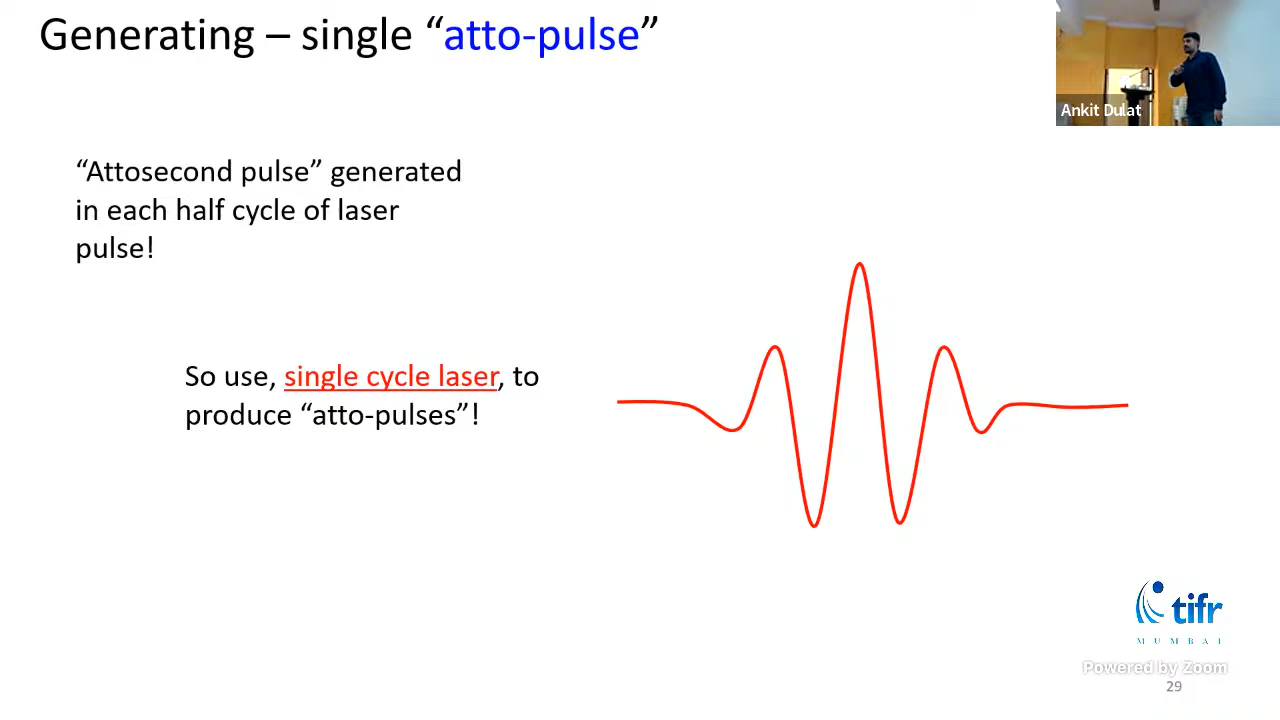 Generating – single “atto-pulse”
Ankit Dulat
“Attosecond pulse” generated
in each half cycle of laser
pulse!
So use, single cycle laser, to
produce “atto-pulses”!
tifr
MUMBAI
Powered by Zoom
29